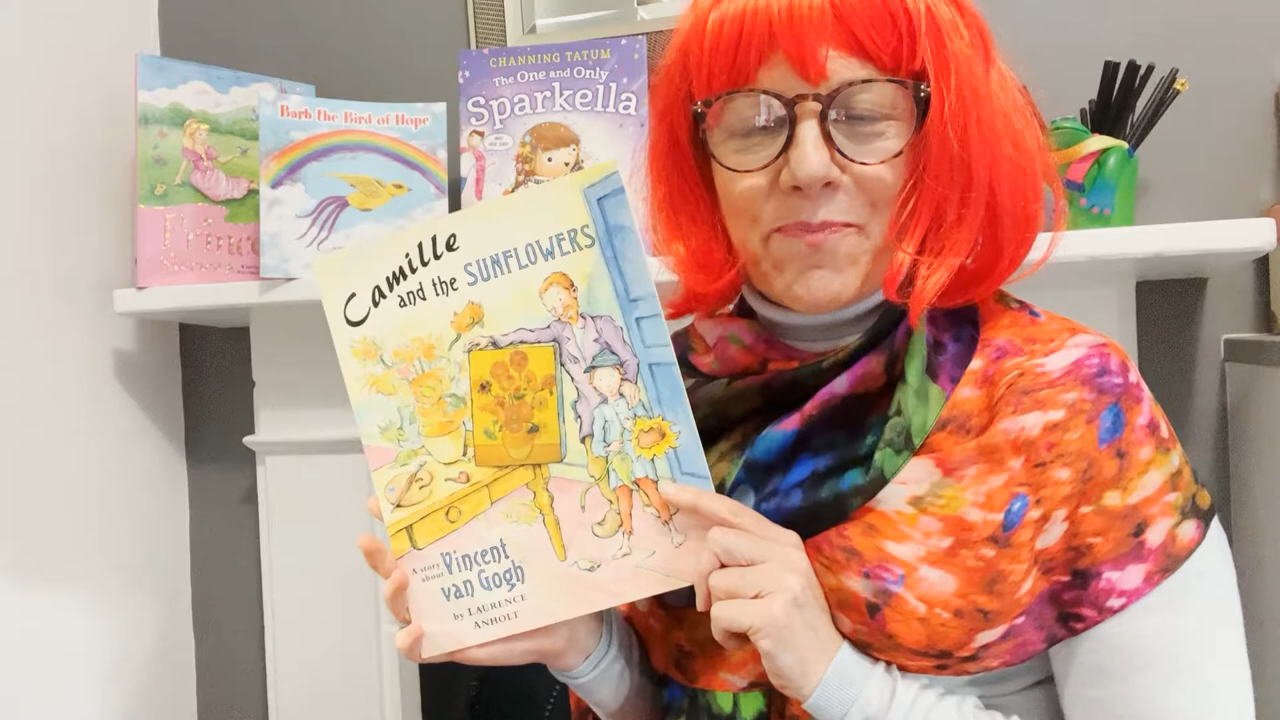 CHANNING TATUM
The One and Only
Sparkella
Barb the Bird of Hope
Camille
and the SUNFLOWERS
A story
about Vincent
van Gogh
by LAURENCE
ANHOLT